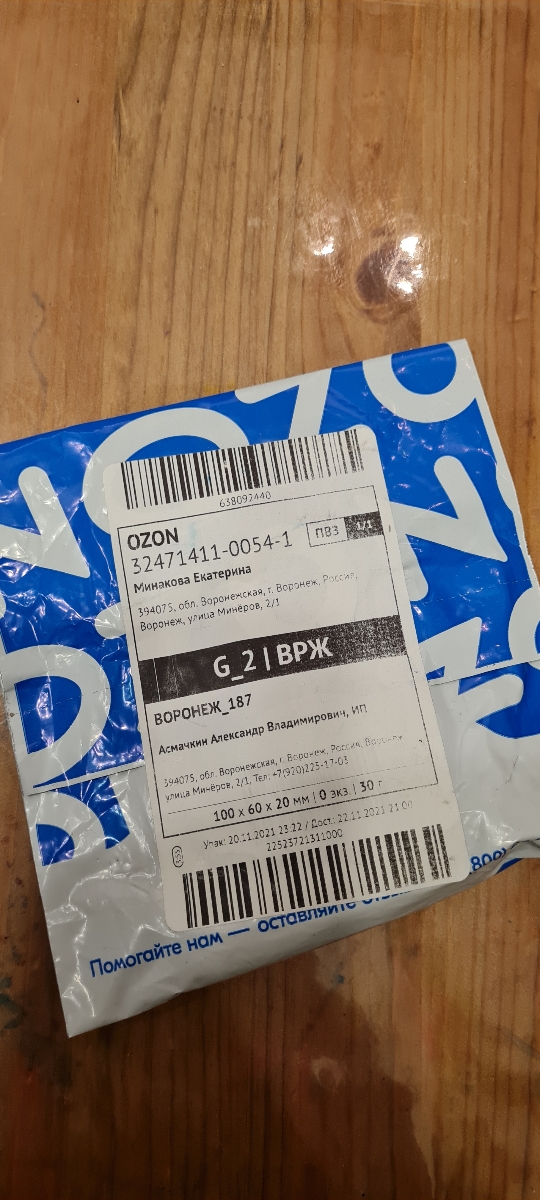 638092440
OZON
ПВЗ 1/1
32471411-0054-1
Минакова Екатерина
394075, обл. Воронежская, г. Воронеж, Россия,
Воронеж, улица Минёров, 2/1
G_2 | ВРЖ
ВОРОНЕЖ_187
Асмачкин Александр Владимирович, ИП
394075, обл. Воронежская, г. Воронеж, Россия, Воронеж
улица Минёров, 2/1, Тел: +7(920)225-17-03
100 x 60 x 20 мм | 0 экз. | 30 г
Упак: 20.11.2021 23:22 / Дост.: 22.11.2021 21:00
22523721311000
Помогайте нам — оставляйте